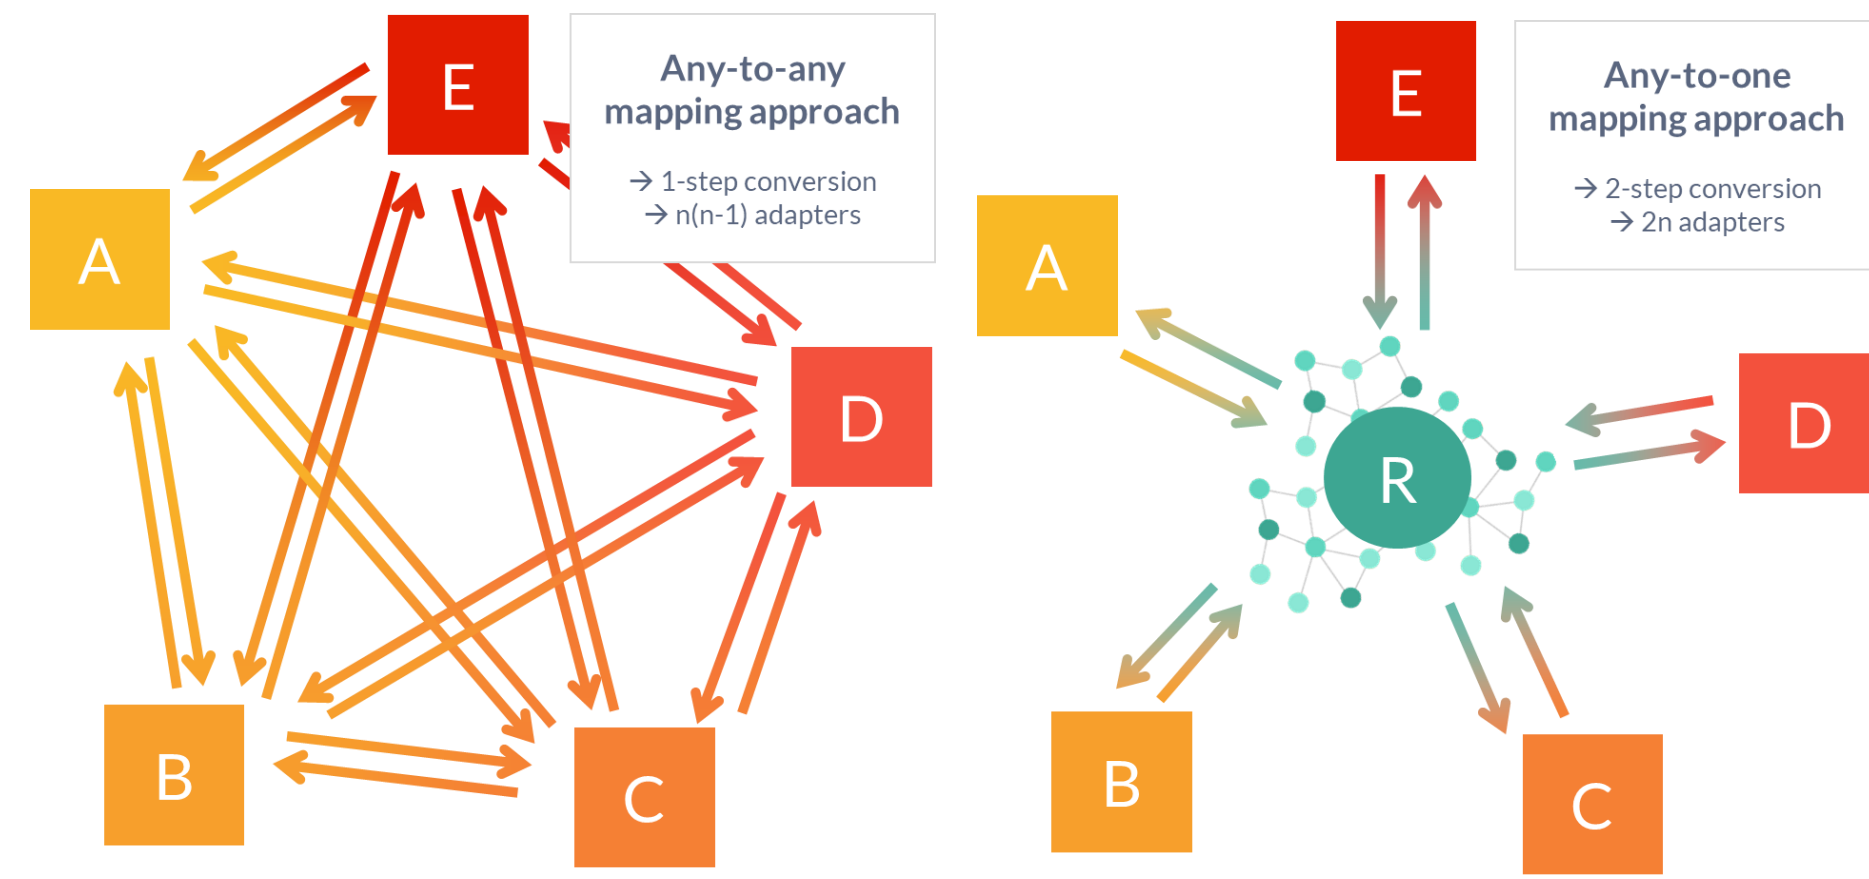 E
Any-to-any
mapping approach
→ 1-step conversion
→ n(n-1) adapters
A
D
B
C
E
Any-to-one
mapping approach
→ 2-step conversion
→ 2n adapters
A
D
R
B
C